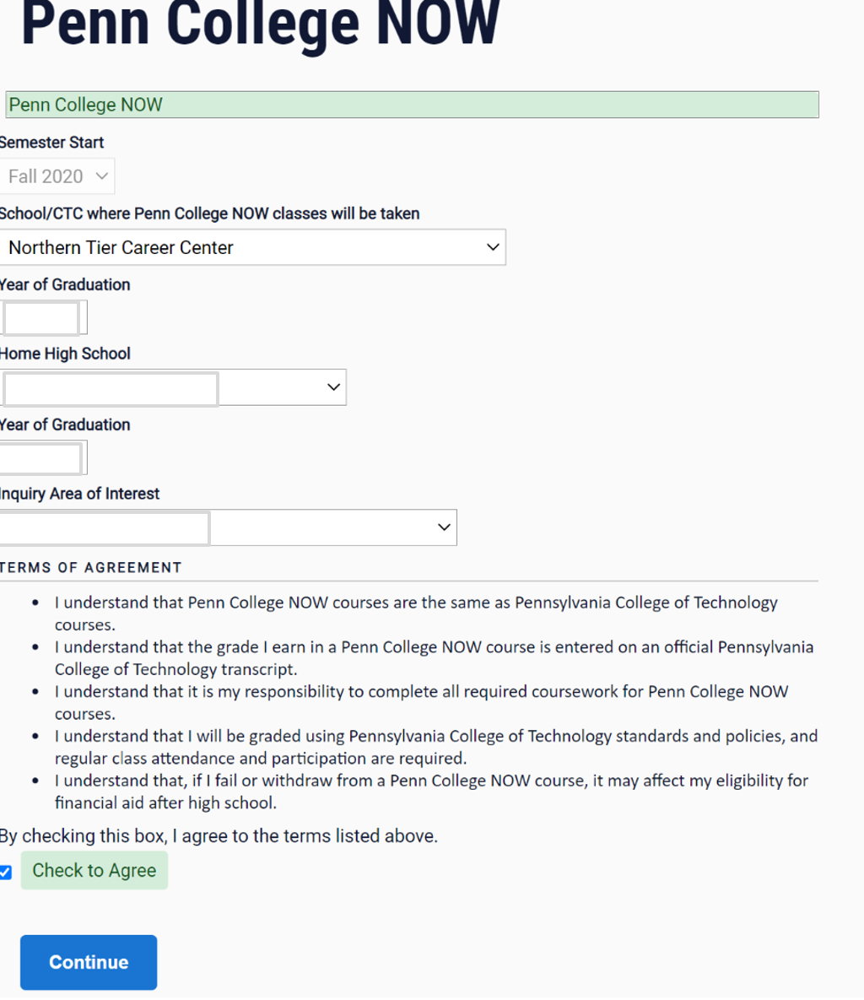 Penn College NOW
Penn College NOW
Semester Start
Fall 2020
School/CTC where Penn College NOW classes will be taken
Northern Tier Career Center
Year of Graduation
Home High School
Year of Graduation
Inquiry Area of Interest
TERMS OF AGREEMENT
• I understand that Penn College NOW courses are the same as Pennsylvania College of Technology
courses.
• I understand that the grade I earn in a Penn College NOW course is entered on an official Pennsylvania
College of Technology transcript.
• I understand that it is my responsibility to complete all required coursework for Penn College NOW
courses.
• I understand that I will be graded using Pennsylvania College of Technology standards and policies, and
regular class attendance and participation are required.
• I understand that, if I fail or withdraw from a Penn College NOW course, it may affect my eligibility for
financial aid after high school.
By checking this box, I agree to the terms listed above.
Check to Agree
Continue